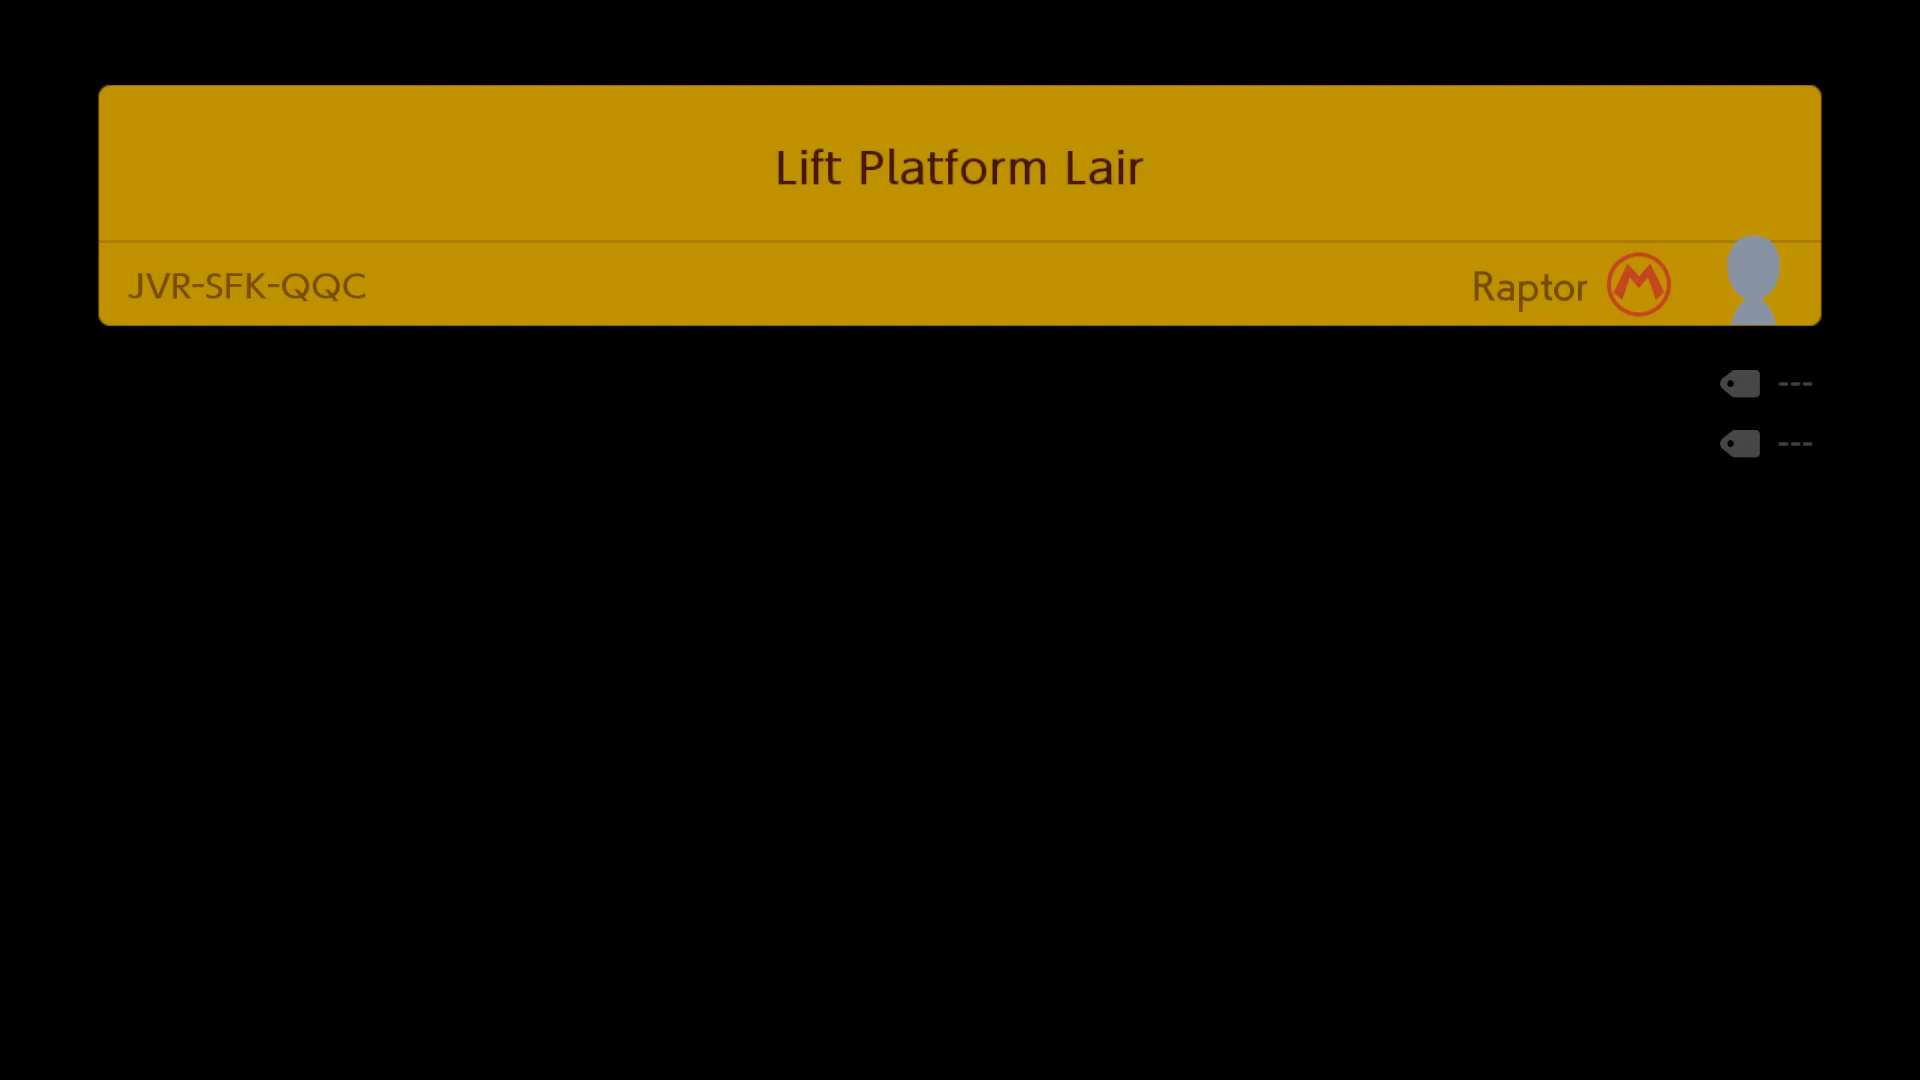 Lift Platform Lair
JVR-SFK-QQC
Raptor
---
---